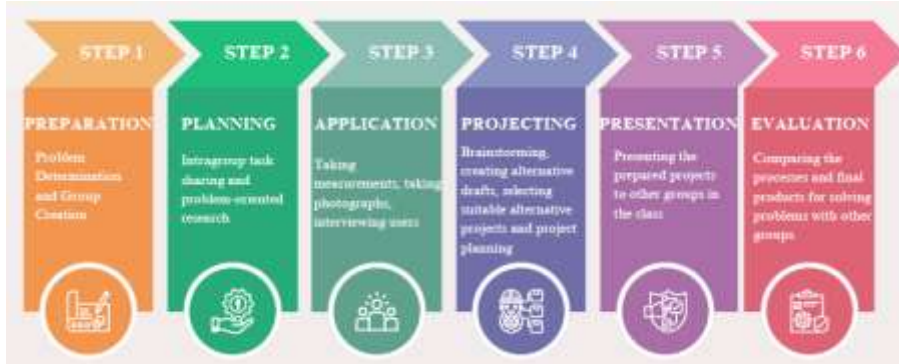 STEP 1
PREPARATION
Problem
Determination
and Group
Creation
STEP 2
PLANNING
Intragroup task
sharing and
problem-oriented
research
STEP 3
APPLICATION
Taking
measurements, taking
photographs,
interviewing users
STEP 4
PROJECTING
Brainstorming,
creating alternative
drafts, selecting
suitable alternative
projects and project
planning
STEP 5
PRESENTATION
Presenting the
prepared projects
to other groups in
the class
STEP 6
EVALUATION
Comparing the
processes and final
products for solving
problems with other
groups